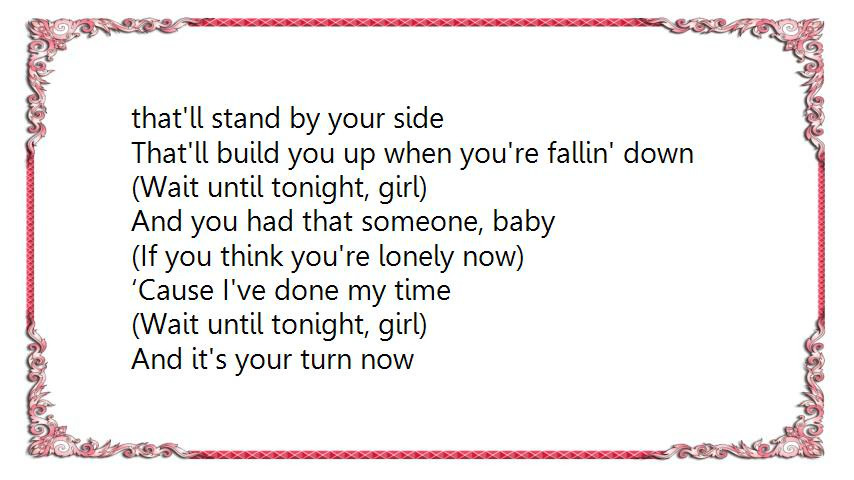 that'll stand by your side
That'll build you up when you're fallin' down
(Wait until tonight, girl)
And you had that someone, baby
(If you think you're lonely now)
‘Cause I've done my time
(Wait until tonight, girl)
And it's your turn now